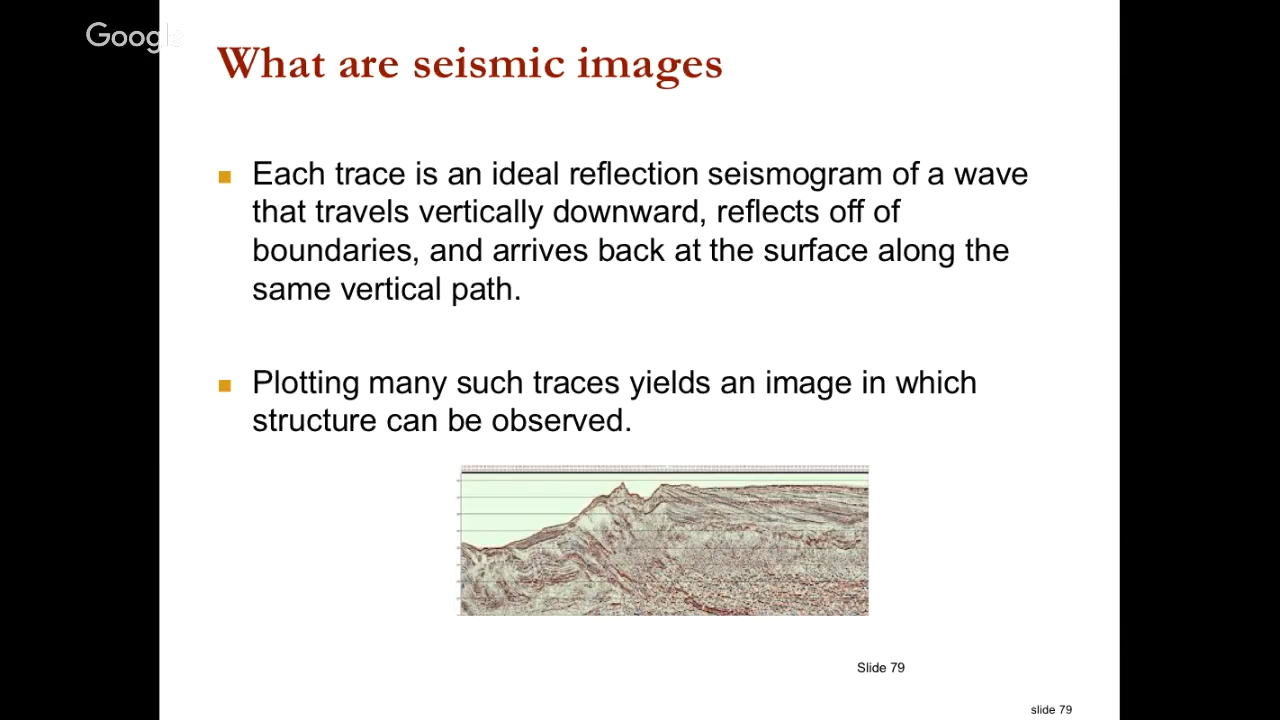 Google
What are seismic images
Each trace is an ideal reflection seismogram of a wave
that travels vertically downward, reflects off of
boundaries, and arrives back at the surface along the
same vertical path.
Plotting many such traces yields an image in which
structure can be observed.
Slide 79
slide 79